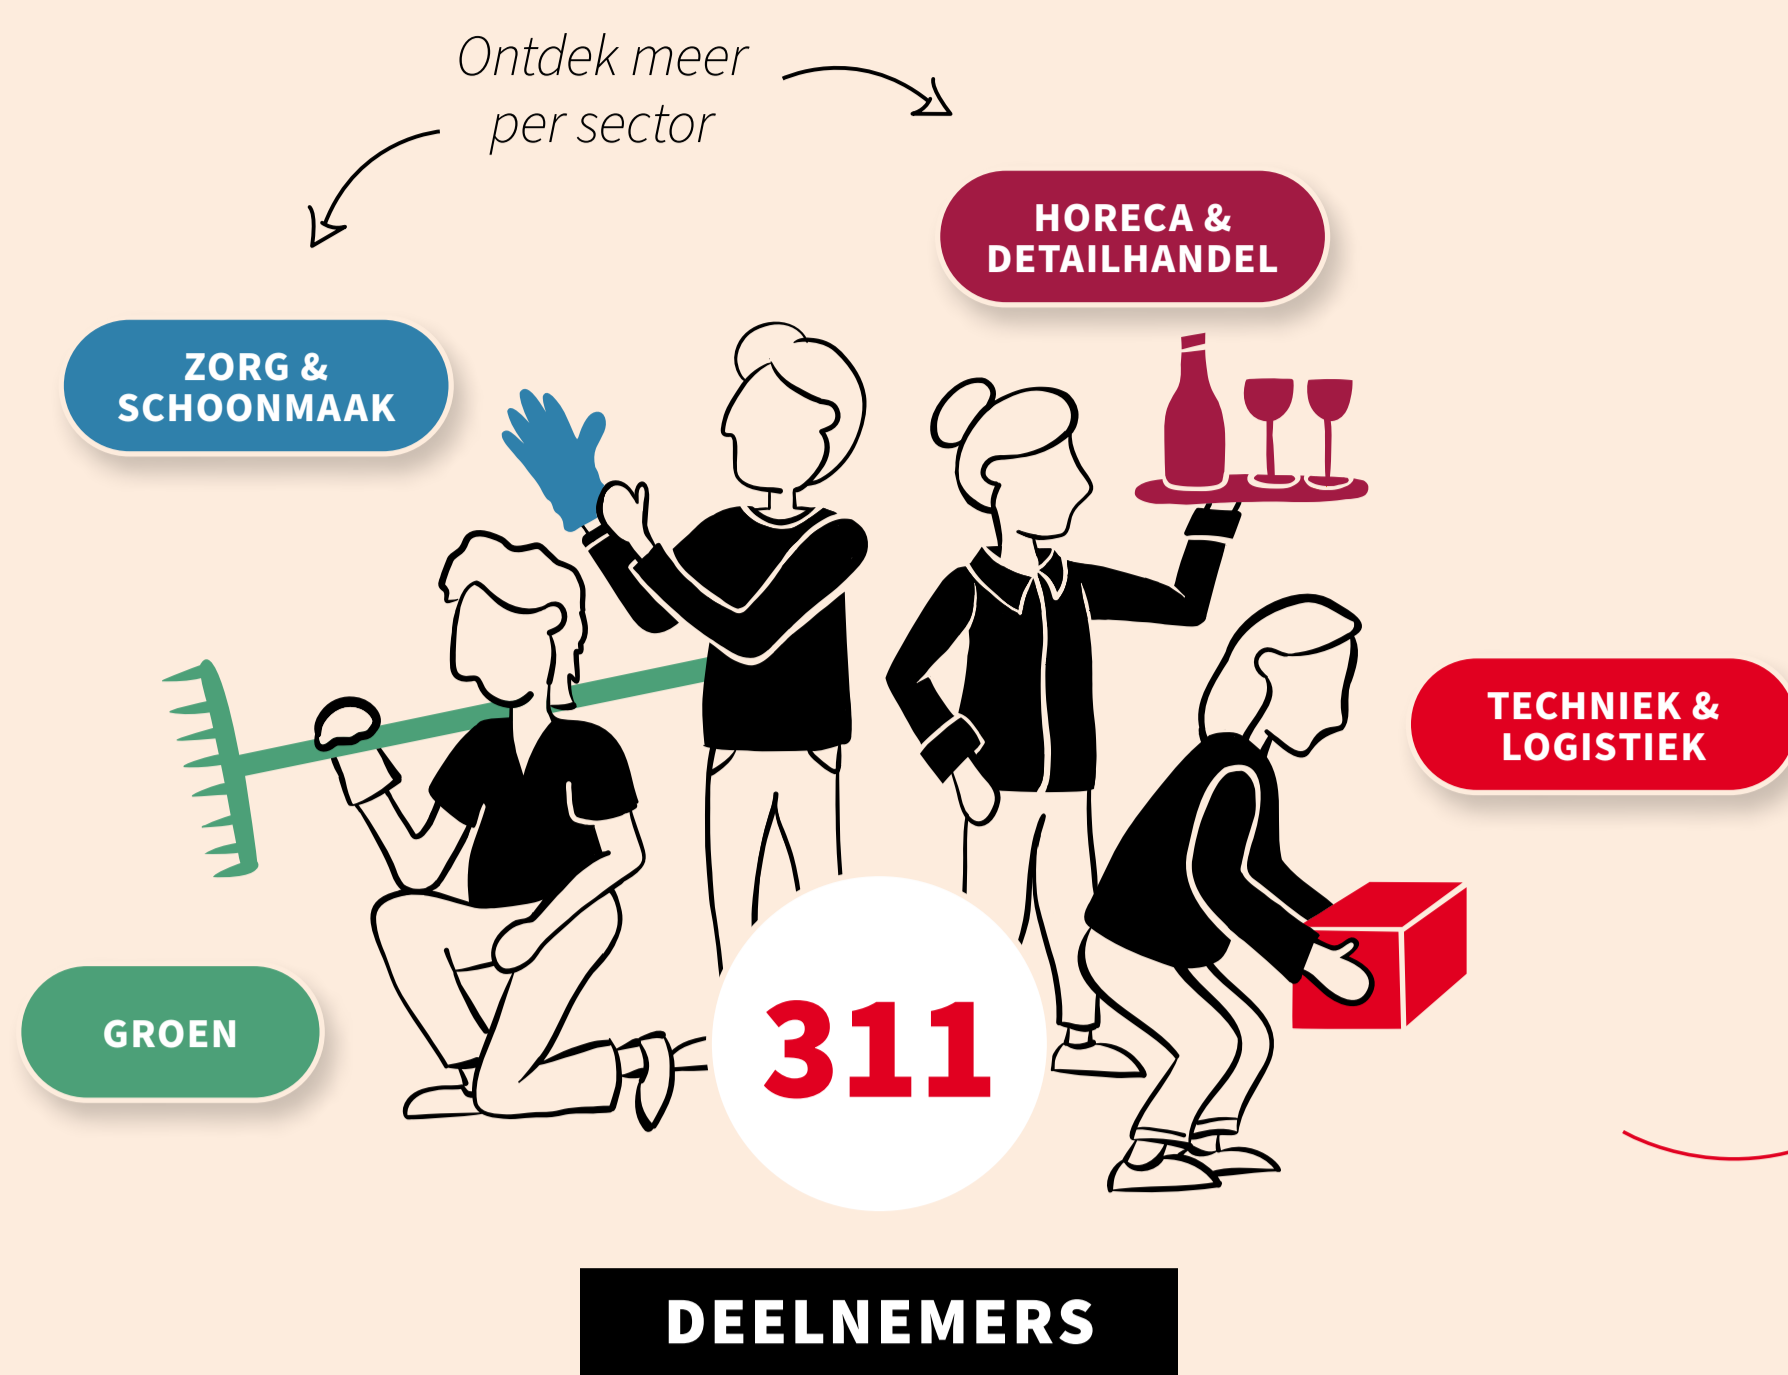 Ontdek meer
per sector
HORECA &
DETAILHANDEL
ZORG &
SCHOONMAAK
TECHNIEK &
LOGISTIEK
GROEN
311
DEELNEMERS